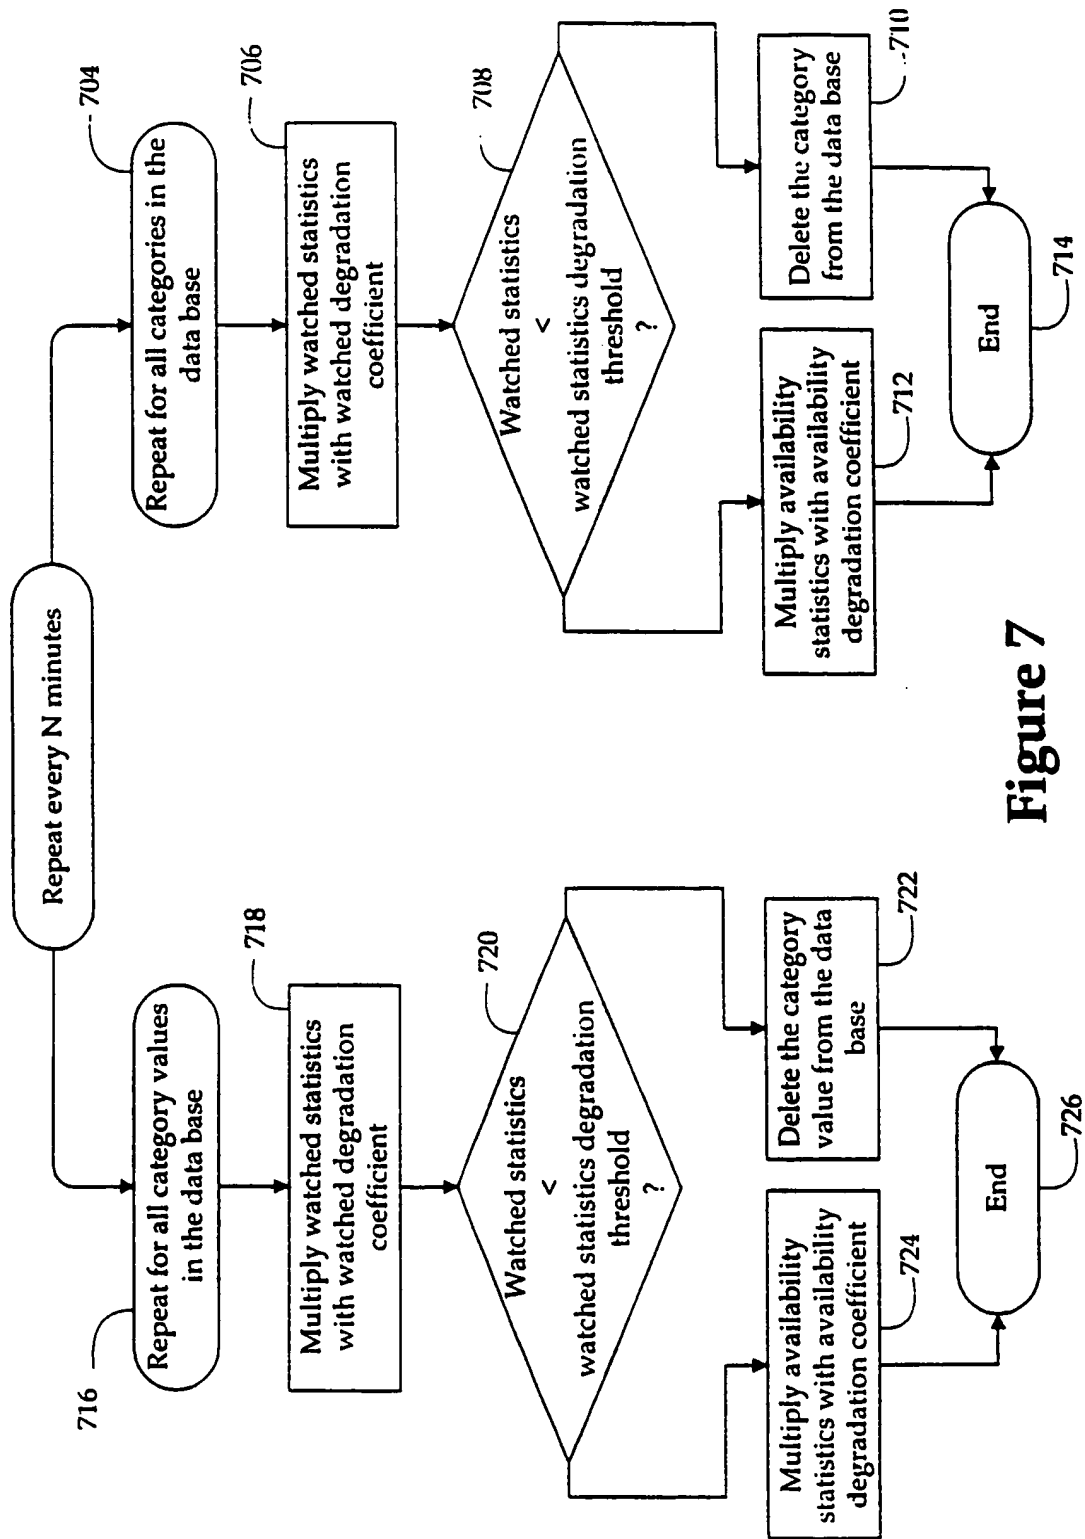 Repeat every N minutes
716
Repeat for all category values
in the data base
718
Multiply watched statistics
with watched degradation
coefficient
720
Watched statistics
<
watched statistics degradation
threshold
?
Multiply availability
statistics with availability
degradation coefficient
724
Delete the category
value from the data
base
722
End
726
704
Repeat for all categories in the
data base
706
Multiply watched statistics
with watched degradation
coefficient
708
Watched statistics
<
watched statistics degradation
threshold
?
Multiply availability
statistics with availability
degradation coefficient
712
Delete the category
from the data base
710
End
714
Figure 7